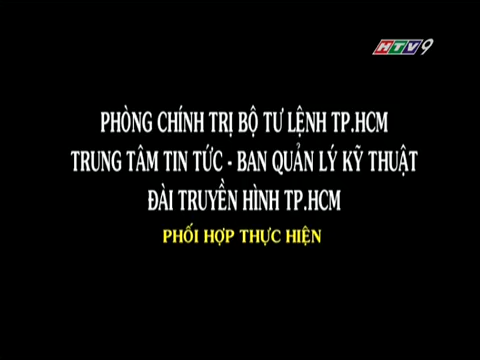 HTV9
PHÒNG CHÍNH TRỊ BỘ TƯ LỆNH TP.HCM
TRUNG TÂM TIN TỨC - BAN QUẢN LÝ KỸ THUẬT
ĐÀI TRUYỀN HÌNH TP.HCM
PHỐI HỢP THỰC HIỆN